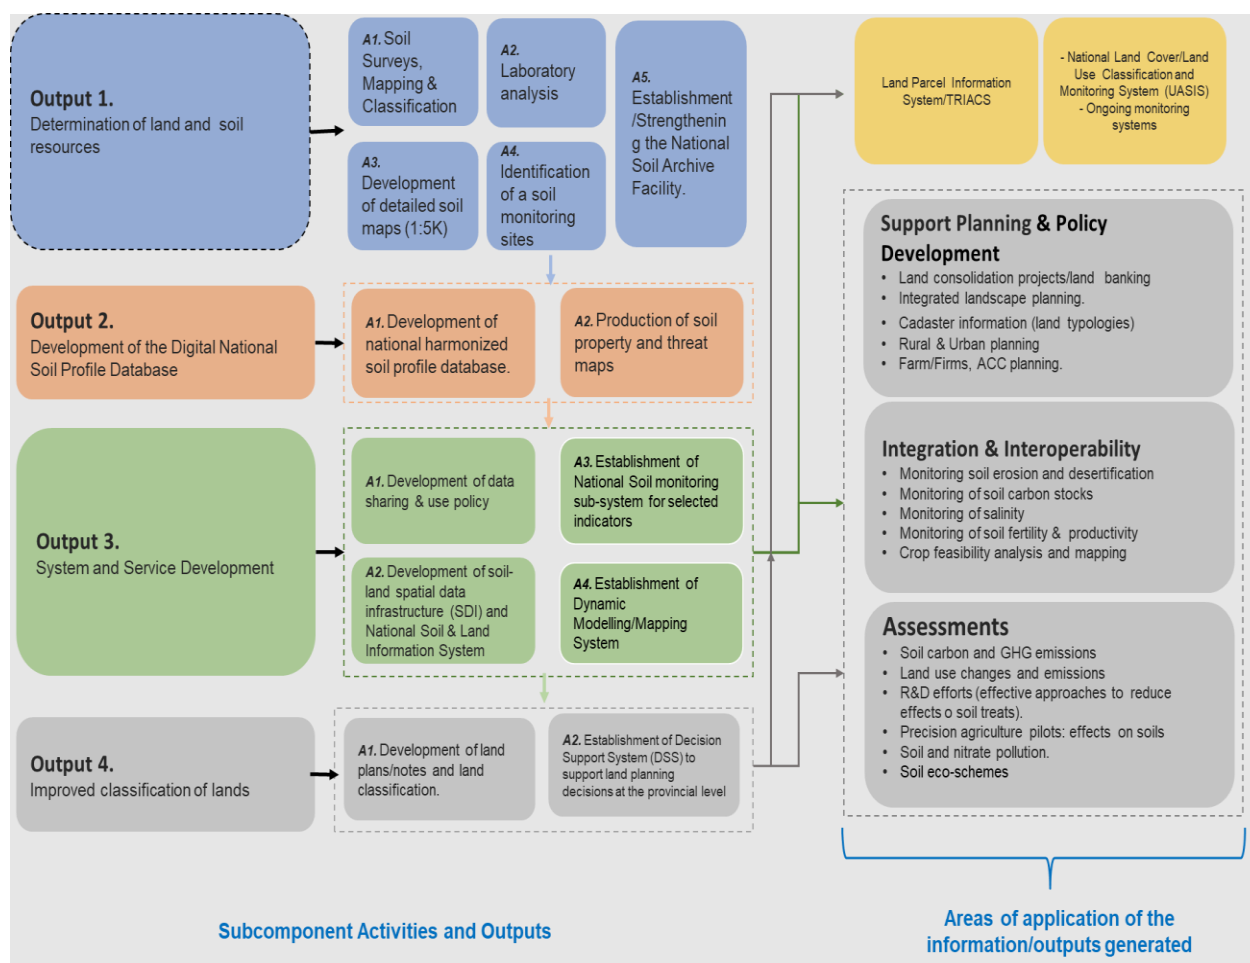 Output 1.
Determination of land and soil
resources
A1. Soil
Surveys,
Mapping &
Classification
A2.
Laboratory
analysis
A3.
Development
of detailed soil
maps (1:5K)
A4.
Identification
of a soil
monitoring
sites
A5.
Establishment
/Strengthenin
g the National
Soil Archive
Facility.
Output 2.
Development of the Digital National
Soil Profile Database
A1. Development of
national harmonized
soil profile database.
A2. Production of soil
property and threat
maps
Output 3.
System and Service Development
A1. Development of data
sharing & use policy
A2. Development of soil-
land spatial data
infrastructure (SDI) and
National Soil & Land
Information System
A3. Establishment of
National Soil monitoring
sub-system for selected
indicators
A4. Establishment of
Dynamic
Modelling/Mapping
System
Output 4.
Improved classification of lands
A1. Development of land
plans/notes and land
classification.
A2. Establishment of Decision
Support System (DSS) to
support land planning
decisions at the provincial level
Subcomponent Activities and Outputs
Land Parcel Information
System/TRIACS
- National Land Cover/Land
Use Classification and
Monitoring System (UASIS)
- Ongoing monitoring
systems
Support Planning & Policy
Development
• Land consolidation projects/land banking
• Integrated landscape planning.
• Cadaster information (land typologies)
• Rural & Urban planning
• Farm/Firms, ACC planning.
Integration & Interoperability
• Monitoring soil erosion and desertification
• Monitoring of soil carbon stocks
• Monitoring of salinity
• Monitoring of soil fertility & productivity
• Crop feasibility analysis and mapping
Assessments
• Soil carbon and GHG emissions
• Land use changes and emissions
• R&D efforts (effective approaches to reduce
effects o soil treats).
• Precision agriculture pilots: effects on soils
• Soil and nitrate pollution.
• Soil eco-schemes
Areas of application of the
information/outputs generated